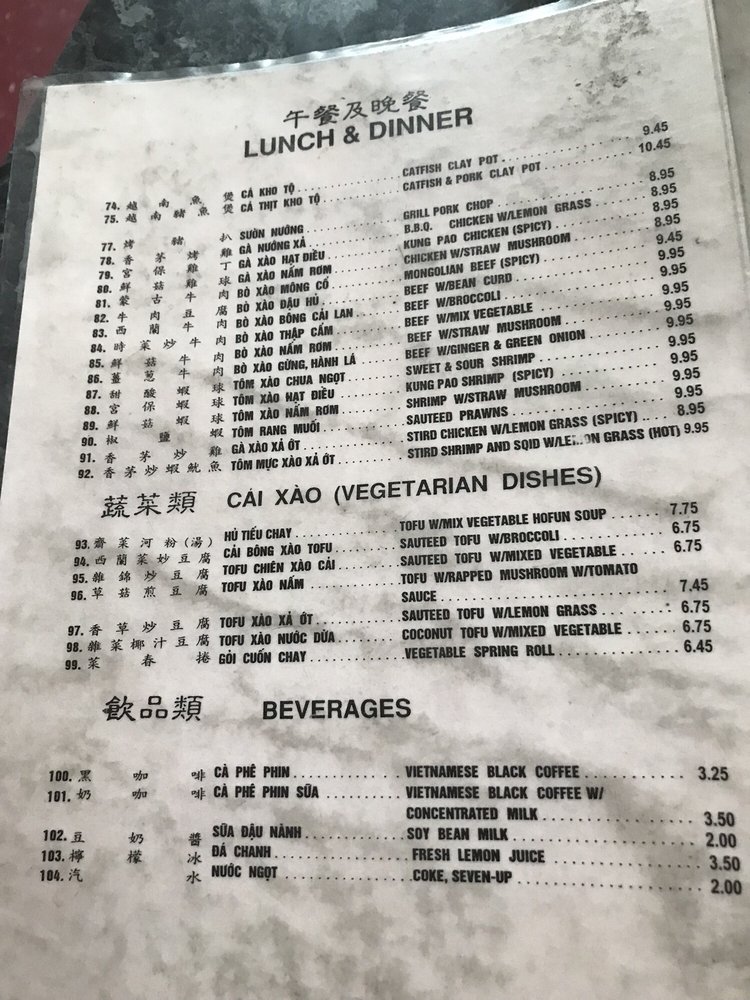 午餐及晚餐
LUNCH & DINNER
74. 越南魚煲 CÁ KHO TỘ .......... CATFISH CLAY POT .......... 9.45
75. 越南豬魚煲 CÁ THỊT KHO TỘ .......... CATFISH & PORK CLAY POT .......... 10.45
77. 烤豬扒 SUỜN NUỚNG .......... GRILL PORK CHOP .......... 8.95
78. 香茅烤雞 GÀ NUỚNG XẢ .......... B.B.Q. CHICKEN W/LEMON GRASS .......... 8.95
79. 宮保雞丁 GÀ XÀO HẠT ĐIỀU .......... KUNG PAO CHICKEN (SPICY) .......... 8.95
80. 鮮菇雞球 GÀ XÀO NẤM RƠM .......... CHICKEN W/STRAW MUSHROOM .......... 8.95
81. 蒙古牛肉 BÒ XÀO MÔNG CỔ .......... MONGOLIAN BEEF (SPICY) .......... 9.45
82. 牛肉豆腐 BÒ XÀO ĐẬU HỦ .......... BEEF W/BEAN CURD .......... 9.95
83. 西蘭牛肉 BÒ XÀO BÔNG CẢI LAN .......... BEEF W/BROCCOLI .......... 9.95
84. 時菜炒牛肉 BÒ XÀO THẬP CẨM .......... BEEF W/MIX VEGETABLE .......... 9.95
85. 鮮菇牛肉 BÒ XÀO NẤM RƠM .......... BEEF W/STRAW MUSHROOM .......... 9.95
86. 薑蔥牛肉 BÒ XÀO GỪNG, HÀNH LÁ .......... BEEF W/GINGER & GREEN ONION .......... 9.95
87. 甜酸蝦球 TÔM XÀO CHUA NGỌT .......... SWEET & SOUR SHRIMP .......... 9.95
88. 宮保蝦球 TÔM XÀO HẠT ĐIỀU .......... KUNG PAO SHRIMP (SPICY) .......... 9.95
89. 鮮菇蝦球 TÔM XÀO NẤM RƠM .......... SHRIMP W/STRAW MUSHROOM .......... 9.95
90. 椒鹽蝦 TÔM RANG MUỐI .......... SAUTEED PRAWNS .......... 9.95
91. 香茅炒雞 GÀ XÀO XẢ ỚT .......... STIRD CHICKEN W/LEMON GRASS (SPICY) .. 8.95
92. 香茅炒蝦魷魚 TÔM MỰC XÀO XẢ ỚT .......... STIRD SHRIMP AND SQID W/LEMON GRASS (HOT) 9.95
蔬菜類 CẢI XÀO (VEGETARIAN DISHES)
93. 齋菜河粉(湯) HỦ TIẾU CHAY .......... TOFU W/MIX VEGETABLE HOFUN SOUP .......... 7.75
94. 西蘭菜炒豆腐 CẢI BÔNG XÀO TOFU .......... SAUTEED TOFU W/BROCCOLI .......... 6.75
95. 雜錦炒豆腐 TOFU CHIÊN XÀO CẢI .......... SAUTEED TOFU W/MIXED VEGETABLE .......... 6.75
96. 草菇煎豆腐 TOFU XÀO NẤM .......... TOFU W/RAPPED MUSHROOM W/TOMATO
SAUCE .......... 7.45
97. 香草炒豆腐 TOFU XÀO XẢ ỚT .......... SAUTEED TOFU W/LEMON GRASS .......... 6.75
98. 雜菜椰汁豆腐 TOFU XÀO NƯỚC DỪA .......... COCONUT TOFU W/MIXED VEGETABLE .......... 6.75
99. 菜春捲 GỎI CUỐN CHAY .......... VEGETABLE SPRING ROLL .......... 6.45
飲品類 BEVERAGES
100. 黑咖啡 CÀ PHÊ PHIN .......... VIETNAMESE BLACK COFFEE .......... 3.25
101. 奶咖啡 CÀ PHÊ PHIN SỮA .......... VIETNAMESE BLACK COFFEE W/
CONCENTRATED MILK .......... 3.50
102. 豆奶醬 SỮA ĐẬU NÀNH .......... SOY BEAN MILK .......... 2.00
103. 檸檬冰 ĐÁ CHANH .......... FRESH LEMON JUICE .......... 3.50
104. 汽水 NƯỚC NGỌT .......... COKE, SEVEN-UP .......... 2.00